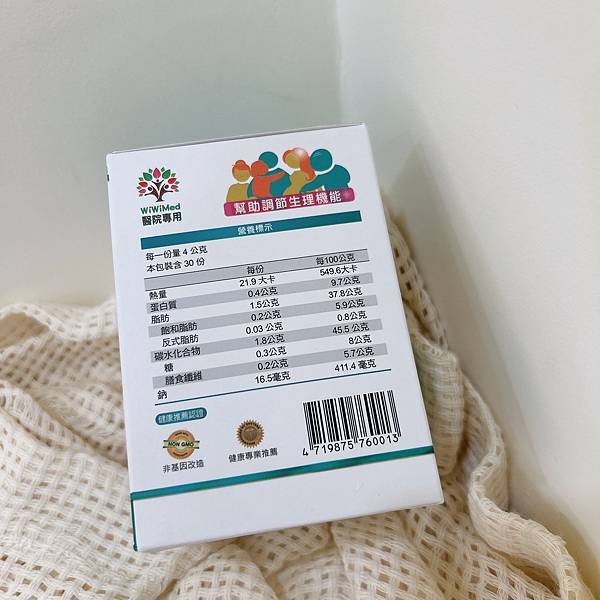 WiWiMed
醫院專用
幫助調節生理機能
營養標示
每一份量 4 公克
本包裝含 30 份
每份 每100公克
熱量 21.9 大卡 549.6大卡
蛋白質 0.4公克 9.7公克
脂肪 1.5公克 37.8公克
飽和脂肪 0.2公克 5.9公克
反式脂肪 0.03 公克 0.8公克
碳水化合物 1.8公克 45.5 公克
糖 0.3公克 8公克
膳食纖維 0.2公克 5.7公克
鈉 16.5毫克 411.4 毫克
健康推薦認證
NON GMO
非基因改造
健康專業推薦
4 719875 760013